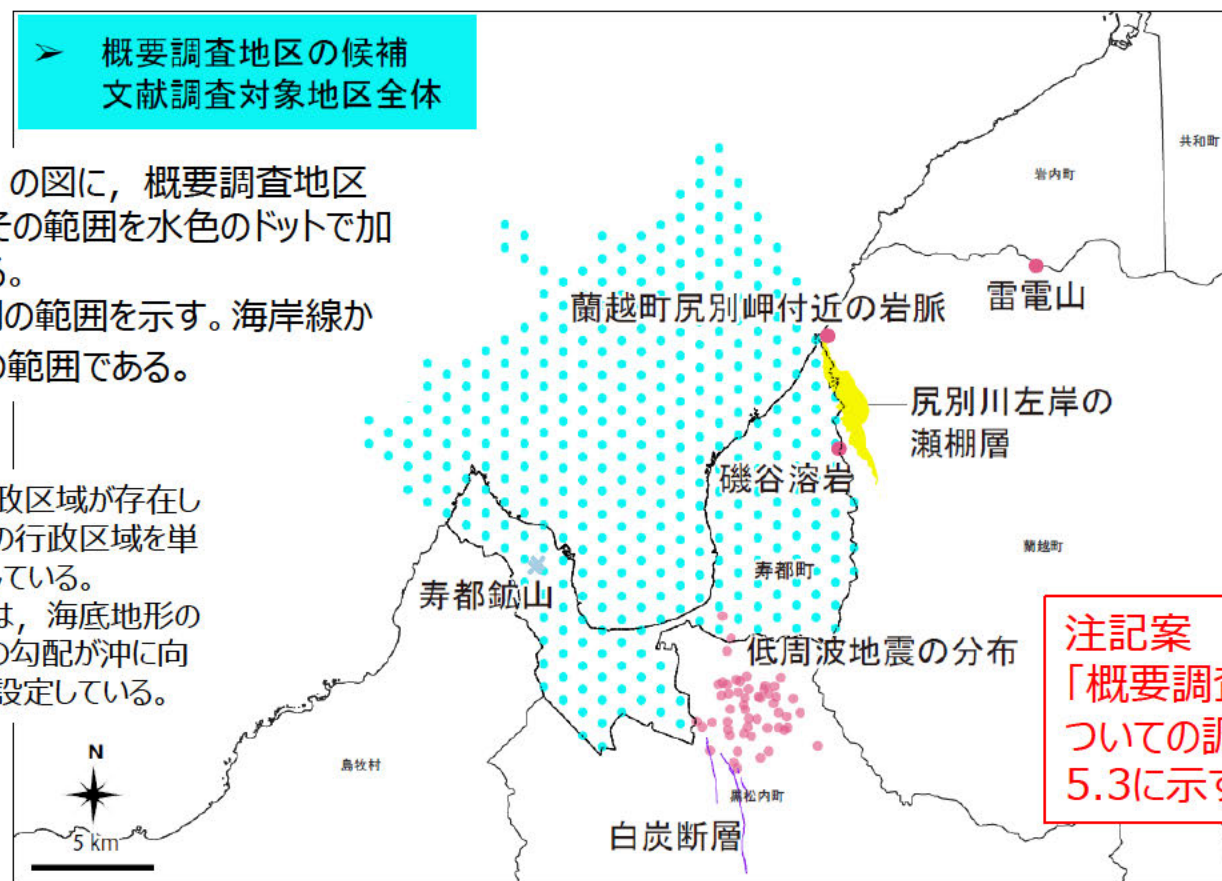 ➤ 概要調査地区の候補
文献調査対象地区全体
の図に，概要調査地区
その範囲を水色のドットで加
の範囲を示す。海岸線か
の範囲である。
政区域が存在し
の行政区域を単
ている。
は，海底地形の
の勾配が沖に向
設定している。
共和町
岩内町
雷電山
蘭越町尻別岬付近の岩脈
尻別川左岸の
瀬棚層
磯谷溶岩
蘭越町
寿都町
寿都鉱山
低周波地震の分布
注記案
「概要調査
ついての調
5.3に示す
島牧村
黒松内町
白炭断層
N
5 km